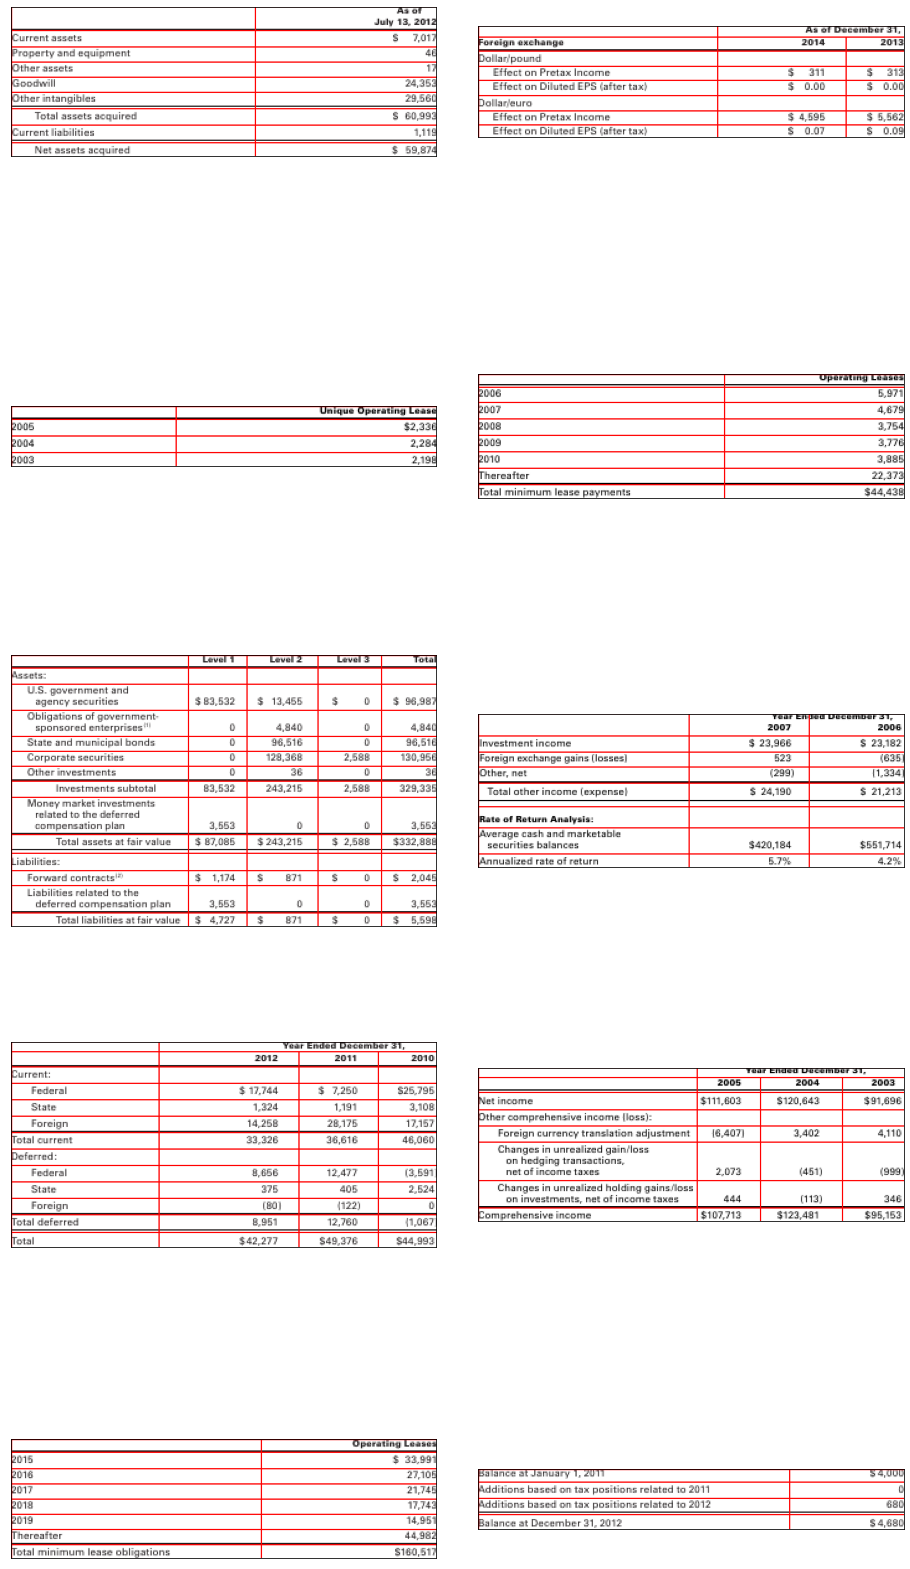 As of
July 13, 2012
Current assets $ 7,017
Property and equipment 46
Other assets 17
Goodwill 24,353
Other intangibles 29,560
Total assets acquired $ 60,993
Current liabilities 1,119
Net assets acquired $ 59,874
As of December 31,
Foreign exchange 2014 2013
Dollar/pound
Effect on Pretax Income $ 311 $ 313
Effect on Diluted EPS (after tax) $ 0.00 $ 0.00
Dollar/euro
Effect on Pretax Income $ 4,595 $ 5,562
Effect on Diluted EPS (after tax) $ 0.07 $ 0.09
Unique Operating Lease
2005 $2,336
2004 2,284
2003 2,198
Operating Leases
2006 5,971
2007 4,679
2008 3,754
2009 3,776
2010 3,885
Thereafter 22,373
Total minimum lease payments $44,438
Level 1 Level 2 Level 3 Total
Assets:
U.S. government and
agency securities $ 83,532 $ 13,455 $ 0 $ 96,987
Obligations of government-
sponsored enterprises(1) 0 4,840 0 4,840
State and municipal bonds 0 96,516 0 96,516
Corporate securities 0 128,368 2,588 130,956
Other investments 0 36 0 36
Investments subtotal 83,532 243,215 2,588 329,335
Money market investments
related to the deferred
compensation plan 3,553 0 0 3,553
Total assets at fair value $ 87,085 $ 243,215 $ 2,588 $332,888
Liabilities:
Forward contracts(2) $ 1,174 $ 871 $ 0 $ 2,045
Liabilities related to the
deferred compensation plan 3,553 0 0 3,553
Total liabilities at fair value $ 4,727 $ 871 $ 0 $ 5,598
Year Ended December 31,
2007 2006
Investment income $ 23,966 $ 23,182
Foreign exchange gains (losses) 523 (635)
Other, net (299) (1,334)
Total other income (expense) $ 24,190 $ 21,213
Rate of Return Analysis:
Average cash and marketable
securities balances $420,184 $551,714
Annualized rate of return 5.7% 4.2%
Year Ended December 31,
2012 2011 2010
Current:
Federal $ 17,744 $ 7,250 $25,795
State 1,324 1,191 3,108
Foreign 14,258 28,175 17,157
Total current 33,326 36,616 46,060
Deferred:
Federal 8,656 12,477 (3,591)
State 375 405 2,524
Foreign (80) (122) 0
Total deferred 8,951 12,760 (1,067)
Total $42,277 $49,376 $44,993
Year Ended December 31,
2005 2004 2003
Net income $111,603 $120,643 $91,696
Other comprehensive income (loss):
Foreign currency translation adjustment (6,407) 3,402 4,110
Changes in unrealized gain/loss
on hedging transactions,
net of income taxes 2,073 (451) (999)
Changes in unrealized holding gains/loss
on investments, net of income taxes 444 (113) 346
Comprehensive income $107,713 $123,481 $95,153
Operating Leases
2015 $ 33,991
2016 27,105
2017 21,745
2018 17,743
2019 14,951
Thereafter 44,982
Total minimum lease obligations $160,517
Balance at January 1, 2011 $ 4,000
Additions based on tax positions related to 2011 0
Additions based on tax positions related to 2012 680
Balance at December 31, 2012 $ 4,680